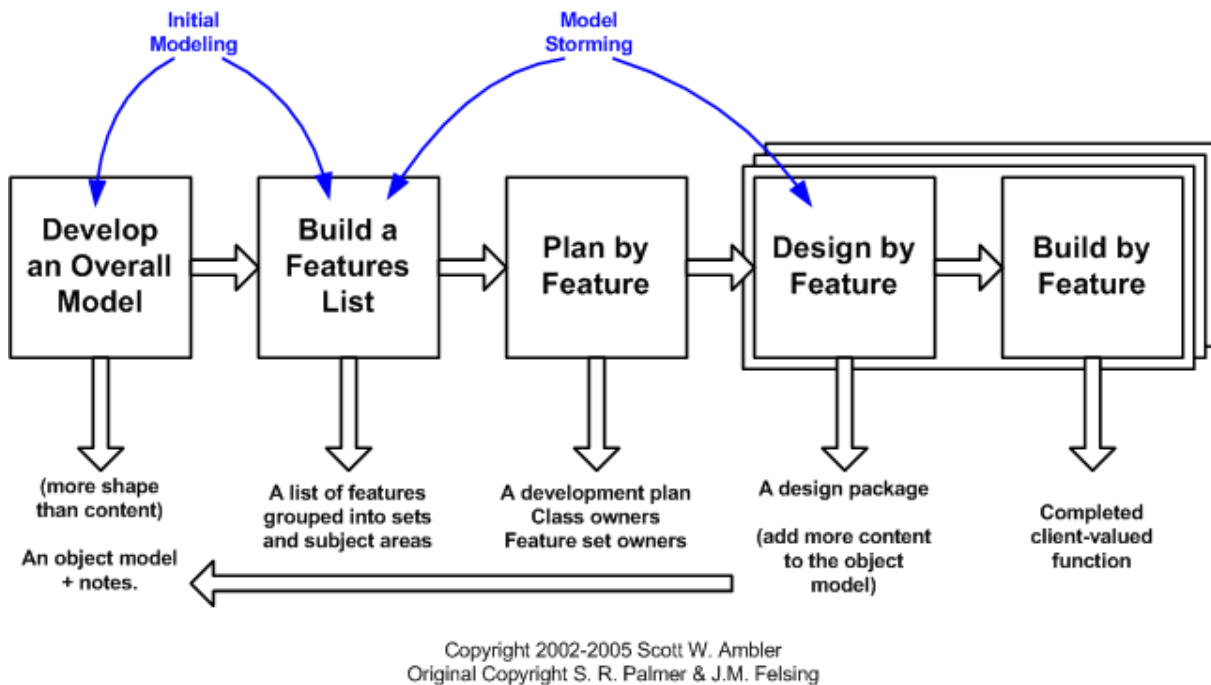 Initial
Modeling
Model
Storming
Develop
an Overall
Model
Build a
Features
List
Plan by
Feature
Design by
Feature
Build by
Feature
(more shape
than content)
An object model
+ notes.
A list of features
grouped into sets
and subject areas
A development plan
Class owners
Feature set owners
A design package
(add more content
to the object
model)
Completed
client-valued
function
Copyright 2002-2005 Scott W. Ambler
Original Copyright S. R. Palmer & J.M. Felsing